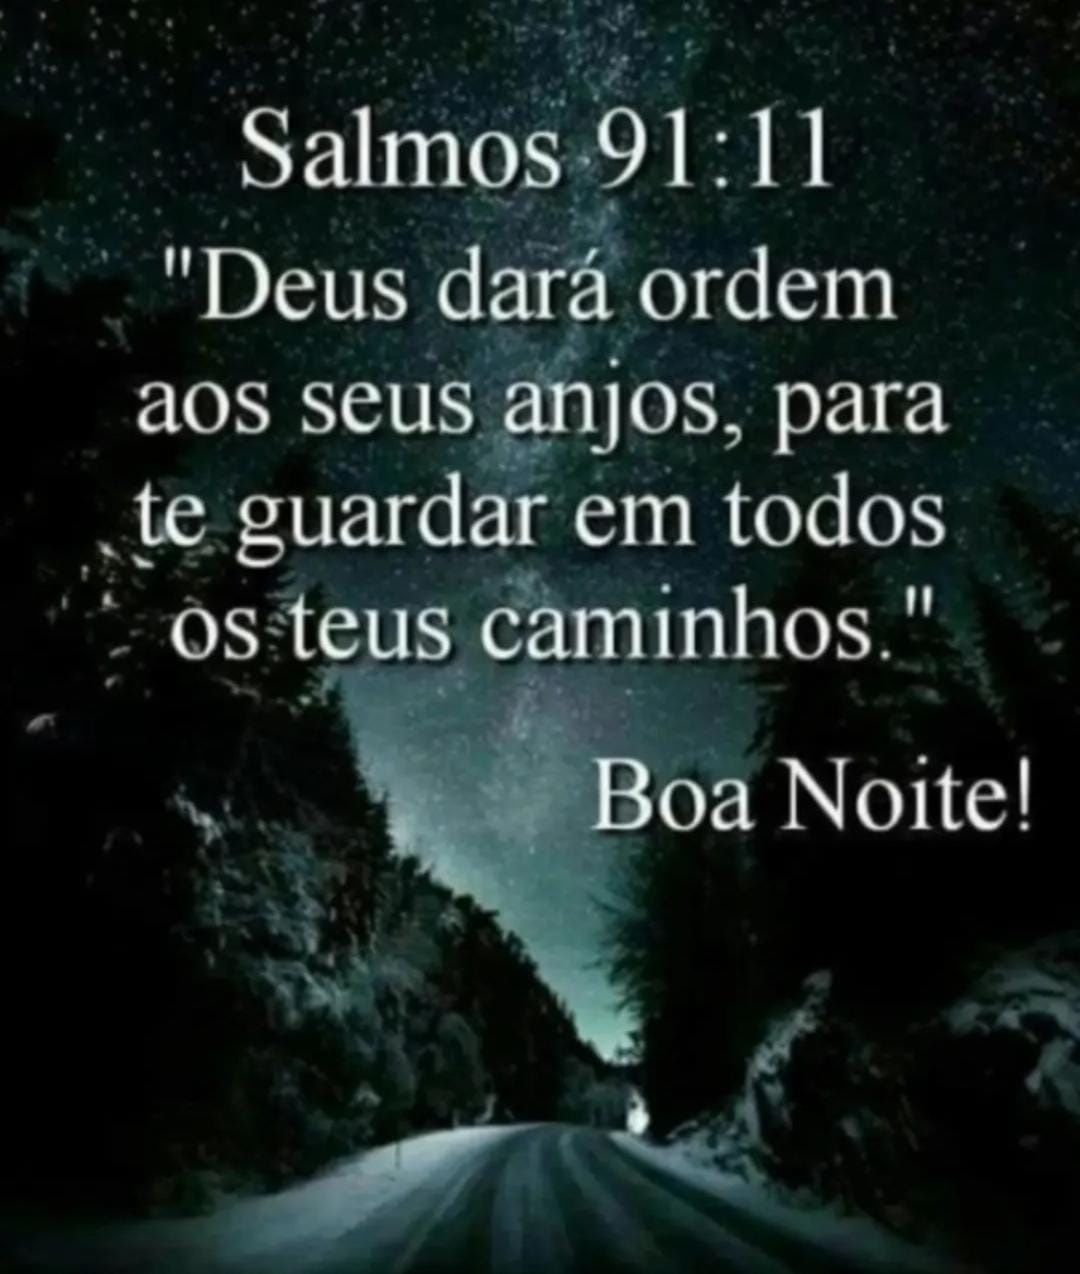 Salmos 91:11
"Deus dará ordem
aos seus anjos, para
te guardar em todos
os teus caminhos."
Boa Noite!